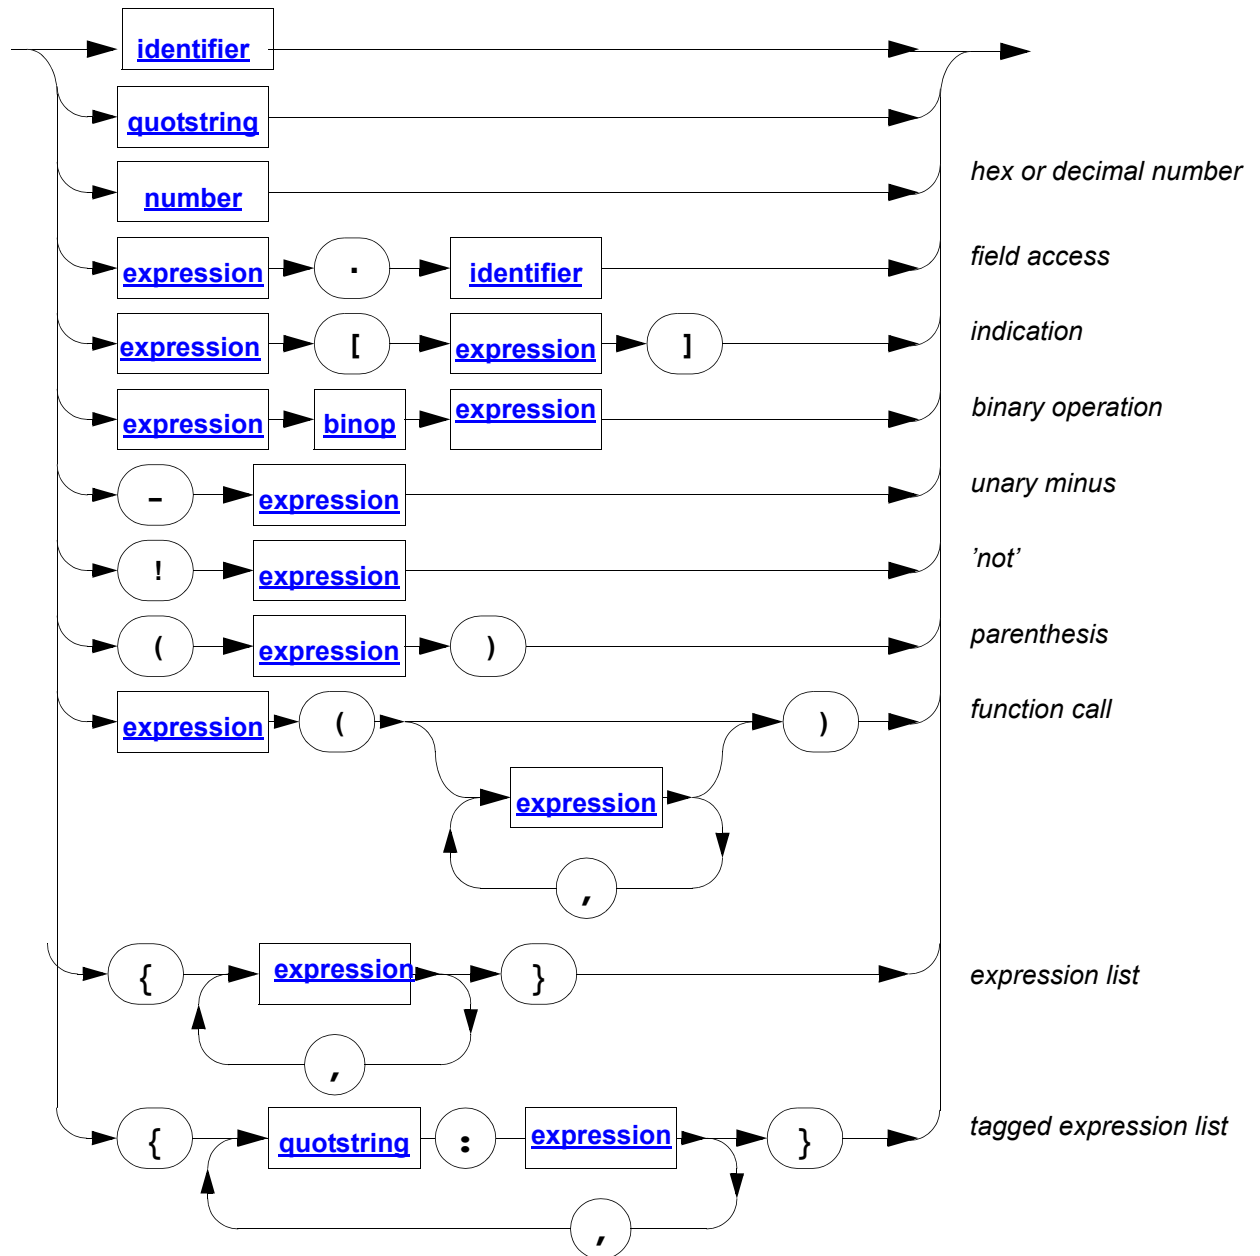 identifier
quotstring
number hex or decimal number
expression . identifier field access
expression [ expression ] indication
expression binop expression binary operation
– expression unary minus
! expression ’not’
( expression ) parenthesis
expression ( ) function call
expression
,
{ expression } expression list
,
{ quotstring : expression } tagged expression list
,